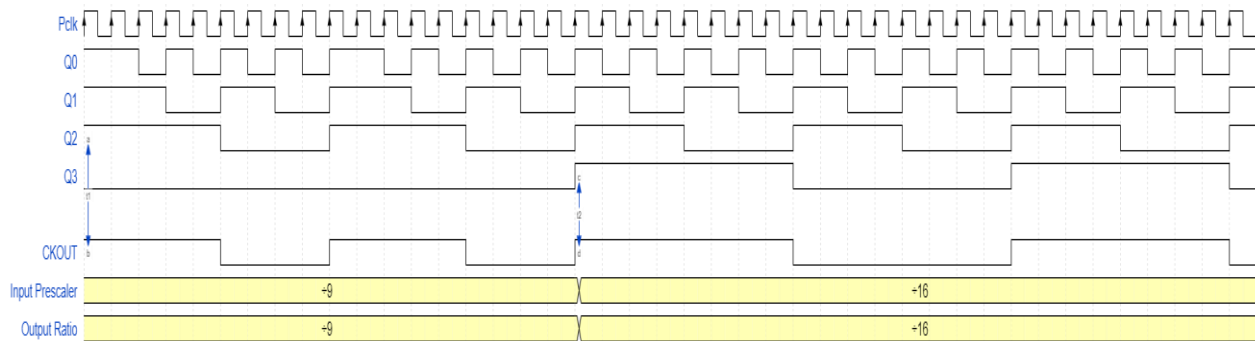 Pclk
Q0
Q1
Q2
Q3
CKOUT
Input Prescaler ÷9 ÷16
Output Ratio ÷9 ÷16